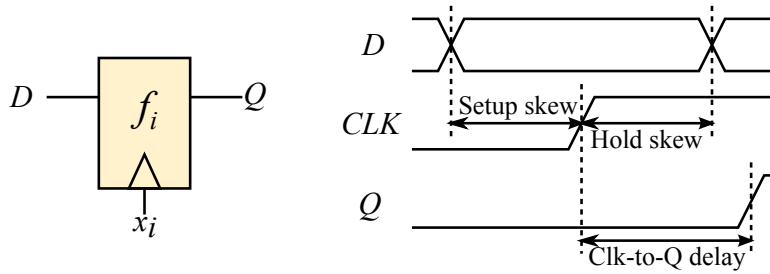 D
f_i
Q
x_i
D
Setup skew
CLK
Hold skew
Q
Clk-to-Q delay